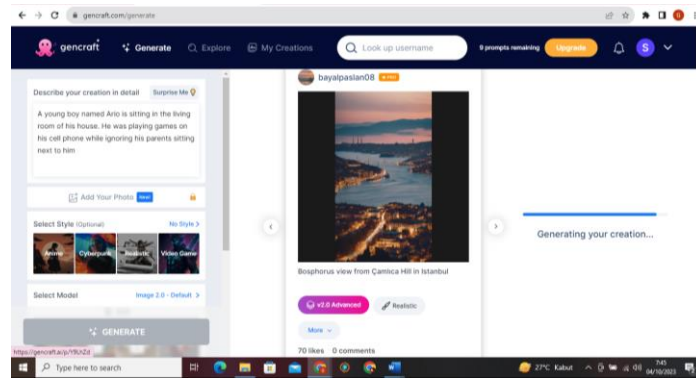 gencraft.com/generate
gencraft
Generate
Explore
My Creations
Look up username
9 prompts remaining
Upgrade
S
Describe your creation in detail
Surprise Me
A young boy named Ario is sitting in the living
room of his house. He was playing games on
his cell phone while ignoring his parents sitting
next to him
Add Your Photo
New!
Select Style (Optional)
No Style >
Anime
Cyberpunk
Realistic
Video Game
Select Model
Image 2.0 - Default >
GENERATE
bayalpaslan08
PRO
Bosphorus view from Çamlıca Hill in Istanbul
v2.0 Advanced
Realistic
More
70 likes 0 comments
Generating your creation...
Type here to search
27°C Kabut
7:45
04/10/2023